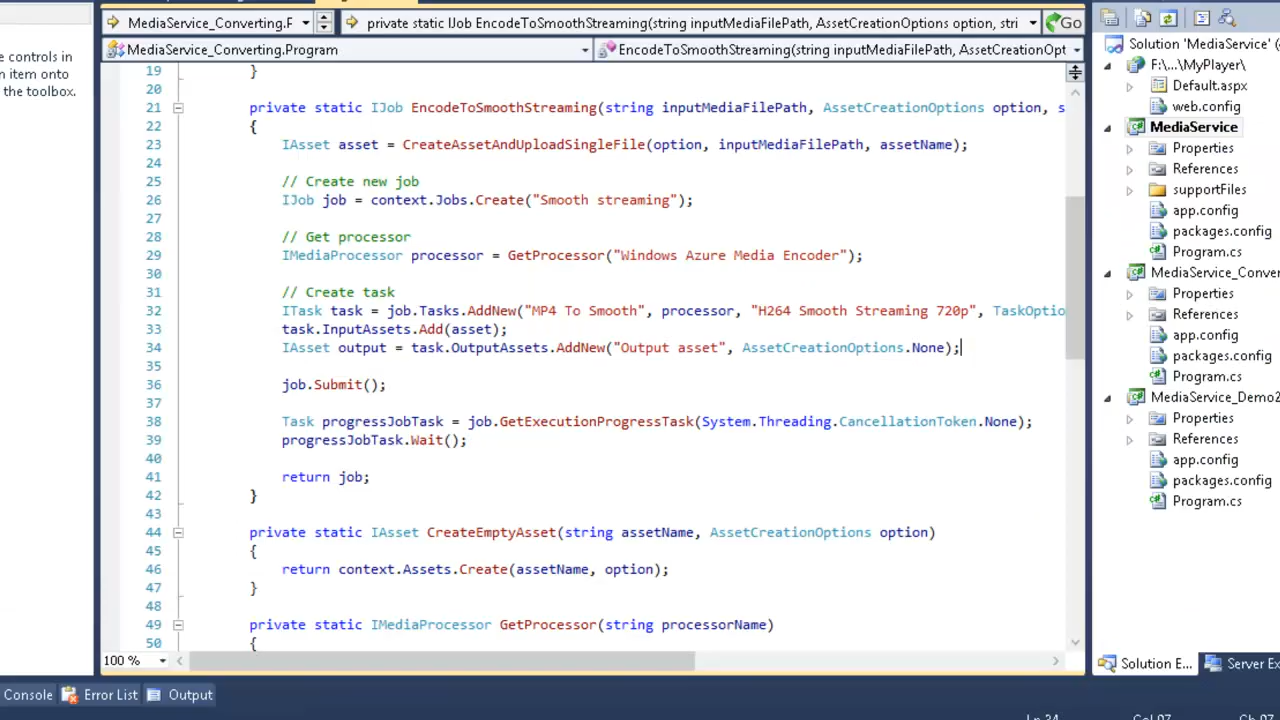 e controls in
n item onto
the toolbox.
MediaService_Converting.F
private static IJob EncodeToSmoothStreaming(string inputMediaFilePath, AssetCreationOptions option, stri
Go
MediaService_Converting.Program
EncodeToSmoothStreaming(string inputMediaFilePath, AssetCreationOpt
19 }
20
21 private static IJob EncodeToSmoothStreaming(string inputMediaFilePath, AssetCreationOptions option, s
22 {
23 IAsset asset = CreateAssetAndUploadSingleFile(option, inputMediaFilePath, assetName);
24
25 // Create new job
26 IJob job = context.Jobs.Create("Smooth streaming");
27
28 // Get processor
29 IMediaProcessor processor = GetProcessor("Windows Azure Media Encoder");
30
31 // Create task
32 ITask task = job.Tasks.AddNew("MP4 To Smooth", processor, "H264 Smooth Streaming 720p", TaskOptio
33 task.InputAssets.Add(asset);
34 IAsset output = task.OutputAssets.AddNew("Output asset", AssetCreationOptions.None);
35
36 job.Submit();
37
38 Task progressJobTask = job.GetExecutionProgressTask(System.Threading.CancellationToken.None);
39 progressJobTask.Wait();
40
41 return job;
42 }
43
44 private static IAsset CreateEmptyAsset(string assetName, AssetCreationOptions option)
45 {
46 return context.Assets.Create(assetName, option);
47 }
48
49 private static IMediaProcessor GetProcessor(string processorName)
50 {
100 %
Solution 'MediaService' (
F:\...\MyPlayer\
Default.aspx
web.config
MediaService
Properties
References
supportFiles
app.config
packages.config
Program.cs
MediaService_Conver
Properties
References
app.config
packages.config
Program.cs
MediaService_Demo2
Properties
References
app.config
packages.config
Program.cs
Solution E...
Server Ex
Console
Error List
Output